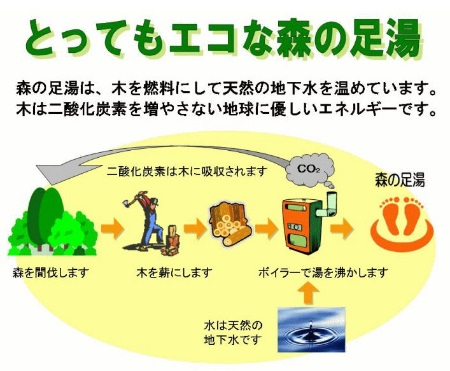 とってもエコな森の足湯
森の足湯は、木を燃料にして天然の地下水を温めています。
木は二酸化炭素を増やさない地球に優しいエネルギーです。
二酸化炭素は木に吸収されます
CO₂
森の足湯
森を間伐します
木を薪にします
ボイラーで湯を沸かします
水は天然の
地下水です